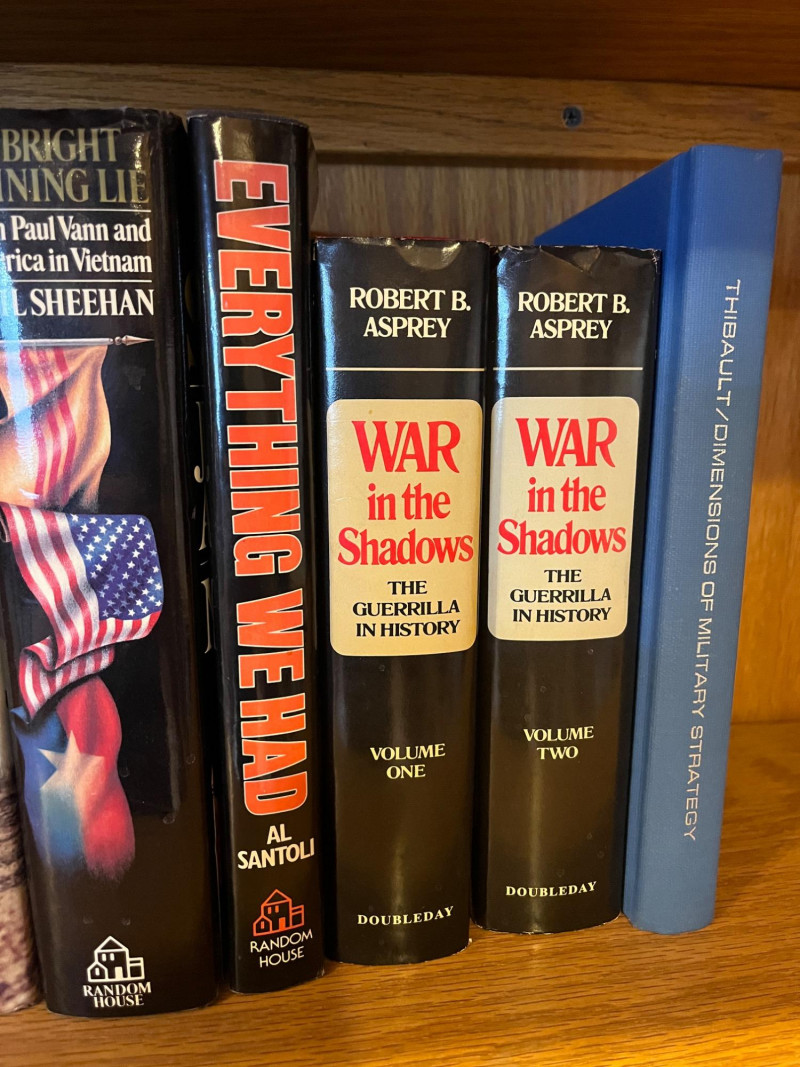 BRIGHT
NING LIE
n Paul Vann and
rica in Vietnam
L SHEEHAN
RANDOM
HOUSE
EVERYTHING WE HAD
AL
SANTOLI
RANDOM
HOUSE
ROBERT B.
ASPREY
WAR
in the
Shadows
THE
GUERRILLA
IN HISTORY
VOLUME
ONE
DOUBLEDAY
ROBERT B.
ASPREY
WAR
in the
Shadows
THE
GUERRILLA
IN HISTORY
VOLUME
TWO
DOUBLEDAY
THIBAULT/DIMENSIONS OF MILITARY STRATEGY